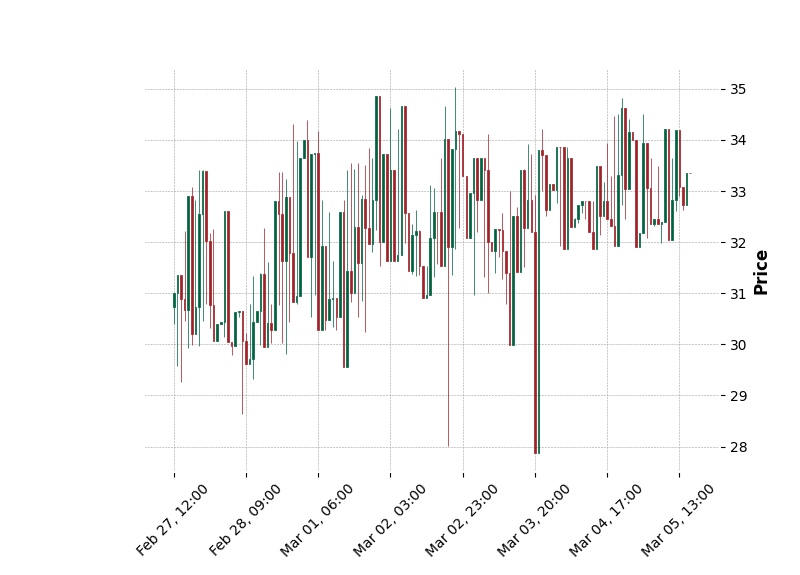 35
34
33
32
31
30
29
28
Price
Feb 27, 12:00
Feb 28, 09:00
Mar 01, 06:00
Mar 02, 03:00
Mar 02, 23:00
Mar 03, 20:00
Mar 04, 17:00
Mar 05, 13:00